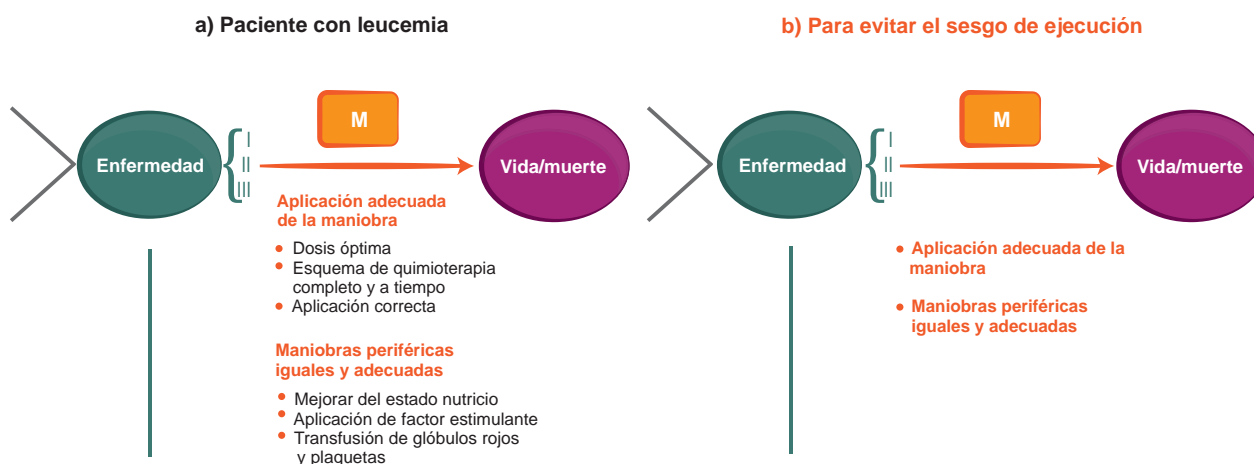 a) Paciente con leucemia
M
Enfermedad
I
II
III
Vida/muerte
Aplicación adecuada
de la maniobra
• Dosis óptima
• Esquema de quimioterapia
completo y a tiempo
• Aplicación correcta
Maniobras periféricas
iguales y adecuadas
• Mejorar del estado nutricio
• Aplicación de factor estimulante
• Transfusión de glóbulos rojos
y plaquetas
b) Para evitar el sesgo de ejecución
M
Enfermedad
I
II
III
Vida/muerte
• Aplicación adecuada de la
maniobra
• Maniobras periféricas
iguales y adecuadas